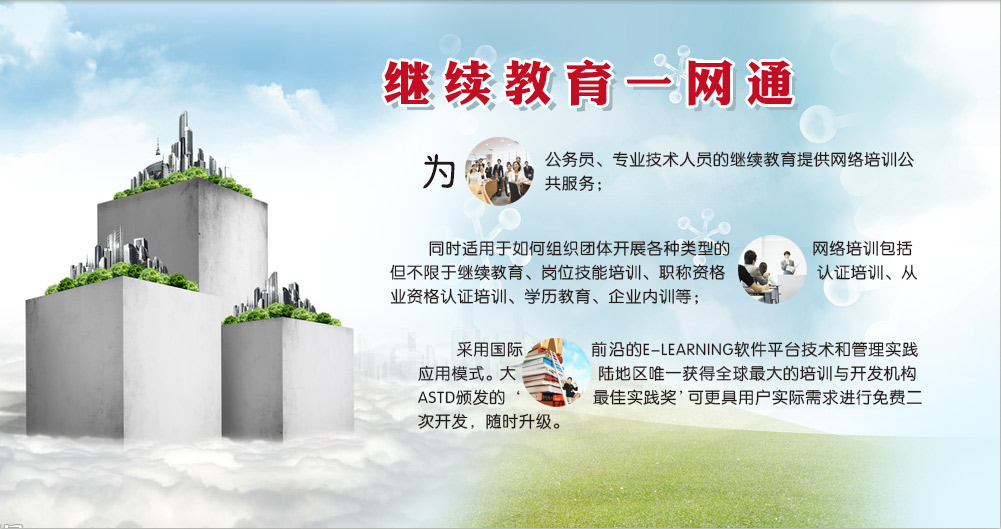 继续教育一网通
为 公务员、专业技术人员的继续教育提供网络培训公
共服务；
同时适用于如何组织团体开展各种类型的 网络培训包括
但不限于继续教育、岗位技能培训、职称资格 认证培训、从
业资格认证培训、学历教育、企业内训等；
采用国际 前沿的E-LEARNING软件平台技术和管理实践
应用模式。大 陆地区唯一获得全球最大的培训与开发机构
ASTD颁发的‘ 最佳实践奖’可更具用户实际需求进行免费二
次开发，随时升级。